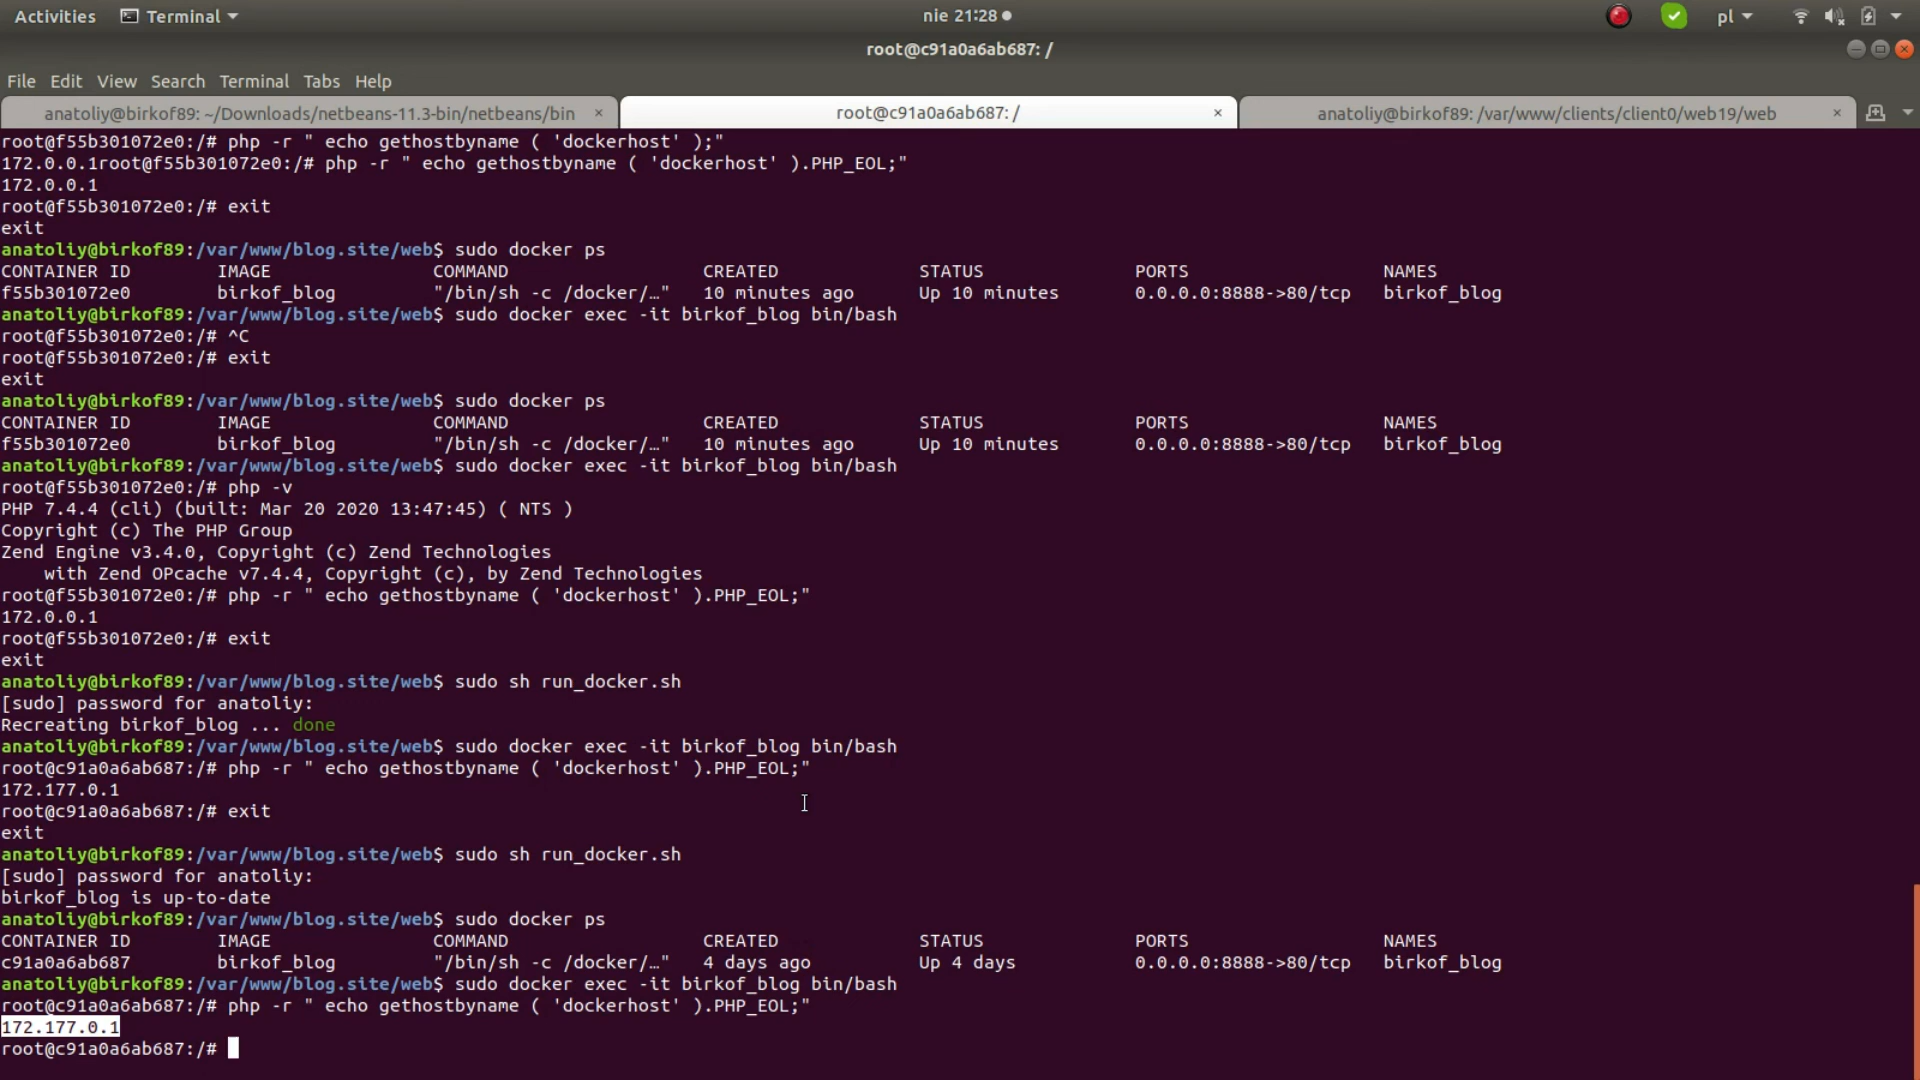 Activities Terminal nie 21:28 pl
root@c91a0a6ab687: /
File Edit View Search Terminal Tabs Help
anatoliy@birkof89: ~/Downloads/netbeans-11.3-bin/netbeans/bin × root@c91a0a6ab687: / × anatoliy@birkof89: /var/www/clients/client0/web19/web ×
root@f55b301072e0:/# php -r " echo gethostbyname ( 'dockerhost' );"
172.0.0.1root@f55b301072e0:/# php -r " echo gethostbyname ( 'dockerhost' ).PHP_EOL;"
172.0.0.1
root@f55b301072e0:/# exit
exit
anatoliy@birkof89:/var/www/blog.site/web$ sudo docker ps
CONTAINER ID IMAGE COMMAND CREATED STATUS PORTS NAMES
f55b301072e0 birkof_blog "/bin/sh -c /docker/…" 10 minutes ago Up 10 minutes 0.0.0.0:8888->80/tcp birkof_blog
anatoliy@birkof89:/var/www/blog.site/web$ sudo docker exec -it birkof_blog bin/bash
root@f55b301072e0:/# ^C
root@f55b301072e0:/# exit
exit
anatoliy@birkof89:/var/www/blog.site/web$ sudo docker ps
CONTAINER ID IMAGE COMMAND CREATED STATUS PORTS NAMES
f55b301072e0 birkof_blog "/bin/sh -c /docker/…" 10 minutes ago Up 10 minutes 0.0.0.0:8888->80/tcp birkof_blog
anatoliy@birkof89:/var/www/blog.site/web$ sudo docker exec -it birkof_blog bin/bash
root@f55b301072e0:/# php -v
PHP 7.4.4 (cli) (built: Mar 20 2020 13:47:45) ( NTS )
Copyright (c) The PHP Group
Zend Engine v3.4.0, Copyright (c) Zend Technologies
with Zend OPcache v7.4.4, Copyright (c), by Zend Technologies
root@f55b301072e0:/# php -r " echo gethostbyname ( 'dockerhost' ).PHP_EOL;"
172.0.0.1
root@f55b301072e0:/# exit
exit
anatoliy@birkof89:/var/www/blog.site/web$ sudo sh run_docker.sh
[sudo] password for anatoliy:
Recreating birkof_blog ... done
anatoliy@birkof89:/var/www/blog.site/web$ sudo docker exec -it birkof_blog bin/bash
root@c91a0a6ab687:/# php -r " echo gethostbyname ( 'dockerhost' ).PHP_EOL;"
172.177.0.1
root@c91a0a6ab687:/# exit
exit
anatoliy@birkof89:/var/www/blog.site/web$ sudo sh run_docker.sh
[sudo] password for anatoliy:
birkof_blog is up-to-date
anatoliy@birkof89:/var/www/blog.site/web$ sudo docker ps
CONTAINER ID IMAGE COMMAND CREATED STATUS PORTS NAMES
c91a0a6ab687 birkof_blog "/bin/sh -c /docker/…" 4 days ago Up 4 days 0.0.0.0:8888->80/tcp birkof_blog
anatoliy@birkof89:/var/www/blog.site/web$ sudo docker exec -it birkof_blog bin/bash
root@c91a0a6ab687:/# php -r " echo gethostbyname ( 'dockerhost' ).PHP_EOL;"
172.177.0.1
root@c91a0a6ab687:/#